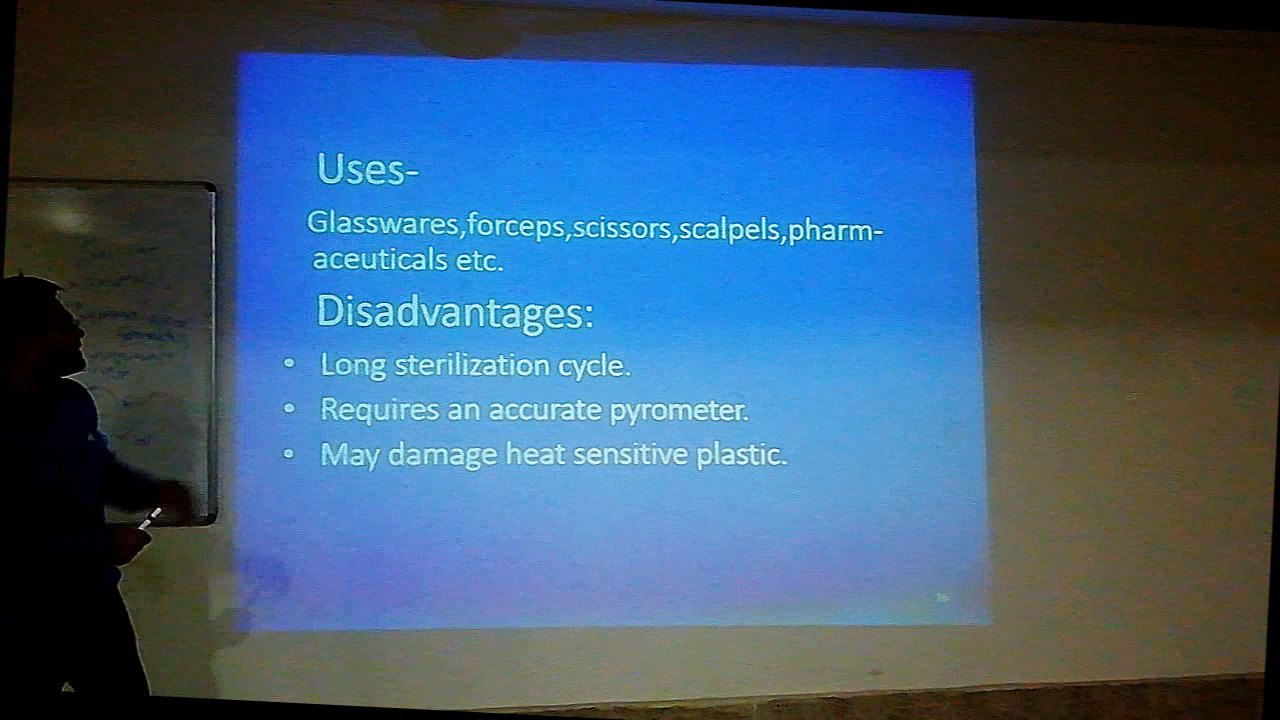 Uses-
Glasswares,forceps,scissors,scalpels,pharm-
aceuticals etc.
Disadvantages:
• Long sterilization cycle.
• Requires an accurate pyrometer.
• May damage heat sensitive plastic.